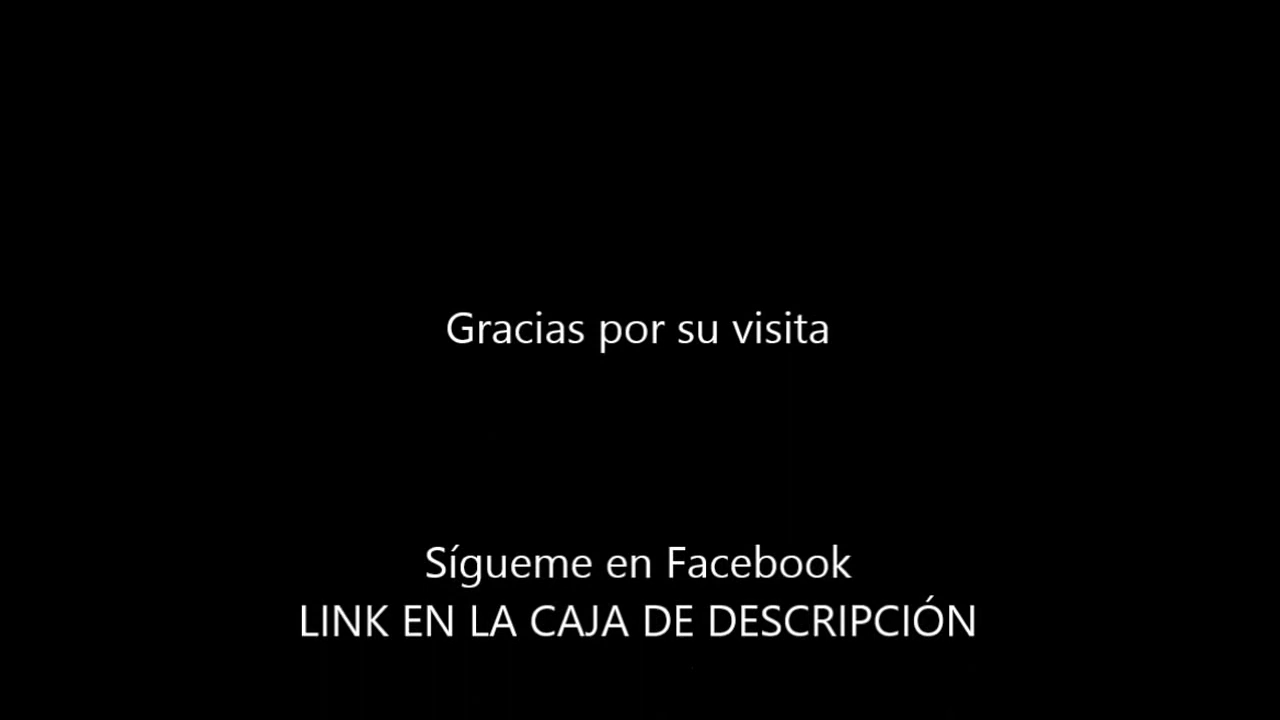 Gracias por su visita
Sígueme en Facebook
LINK EN LA CAJA DE DESCRIPCIÓN